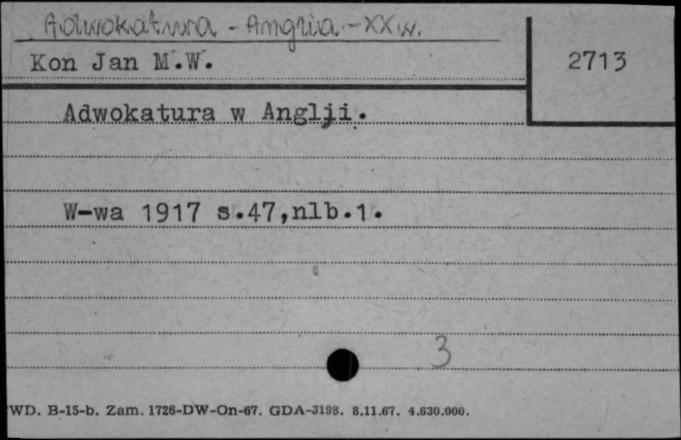 Adwokatura - Anglia - XX w.
Kon Jan M.W.
2713
Adwokatura w Anglji.
W-wa 1917 s.47,nlb.1.
3
WD. B-15-b. Zam. 1726-DW-On-67. GDA-3198. 8.11.67. 4.630.000.